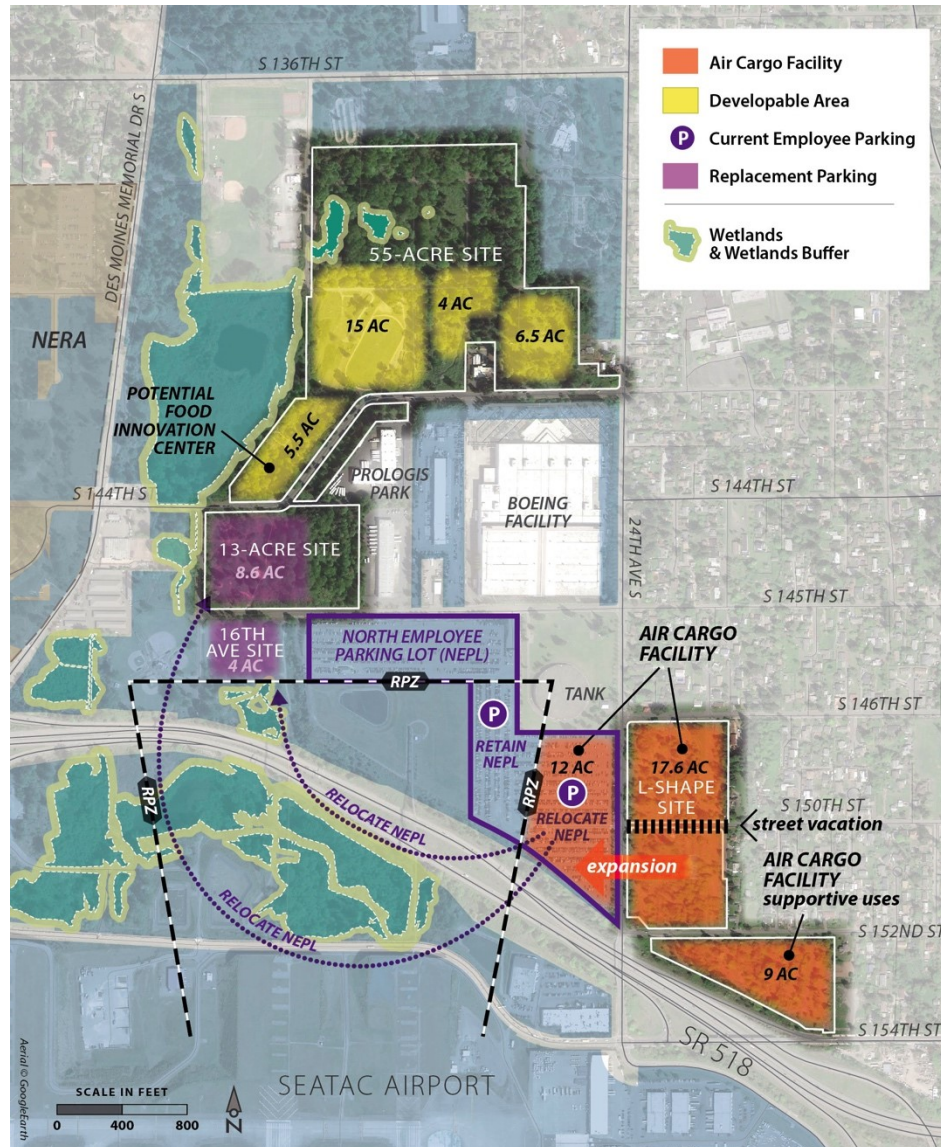 S 136TH ST
DES MOINES MEMORIAL DR S
Air Cargo Facility
Developable Area
P
Current Employee Parking
Replacement Parking
Wetlands
& Wetlands Buffer
55-ACRE SITE
15 AC
4 AC
6.5 AC
NERA
POTENTIAL
FOOD
INNOVATION
CENTER
5.5 AC
PROLOGIS
PARK
BOEING
FACILITY
S 144TH S
S 144TH ST
24TH AVE S
13-ACRE SITE
8.6 AC
S 145TH ST
16TH
AVE SITE
4 AC
NORTH EMPLOYEE
PARKING LOT (NEPL)
AIR CARGO
FACILITY
RPZ
TANK
S 146TH ST
P
RETAIN
NEPL
12 AC
P
RELOCATE
NEPL
17.6 AC
L-SHAPE
SITE
RPZ
RPZ
S 150TH ST
street vacation
RELOCATE NEPL
expansion
AIR CARGO
FACILITY
supportive uses
RELOCATE NEPL
S 152ND ST
9 AC
SR 518
S 154TH ST
SEATAC AIRPORT
Aerial © GoogleEarth
SCALE IN FEET
0 400 800
N